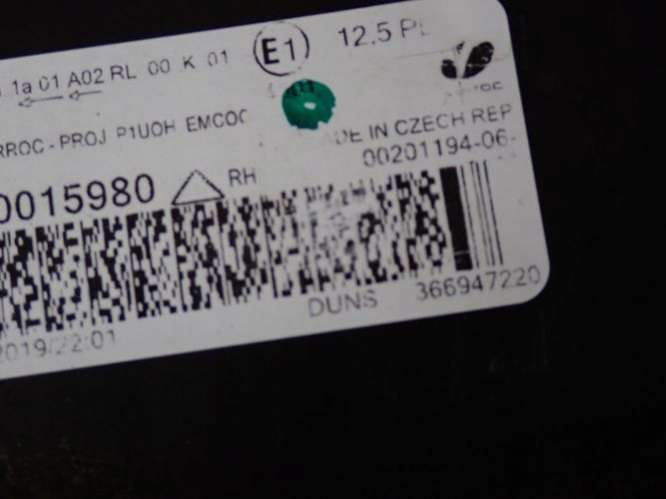 1a 01 A02 RL 00 K 01 E1 12.5 PL
RROC - PROJ P1UOH EMCOC
DE IN CZECH REP
00201194-06-
0015980 RH
DUNS 366947220
2019/22:01